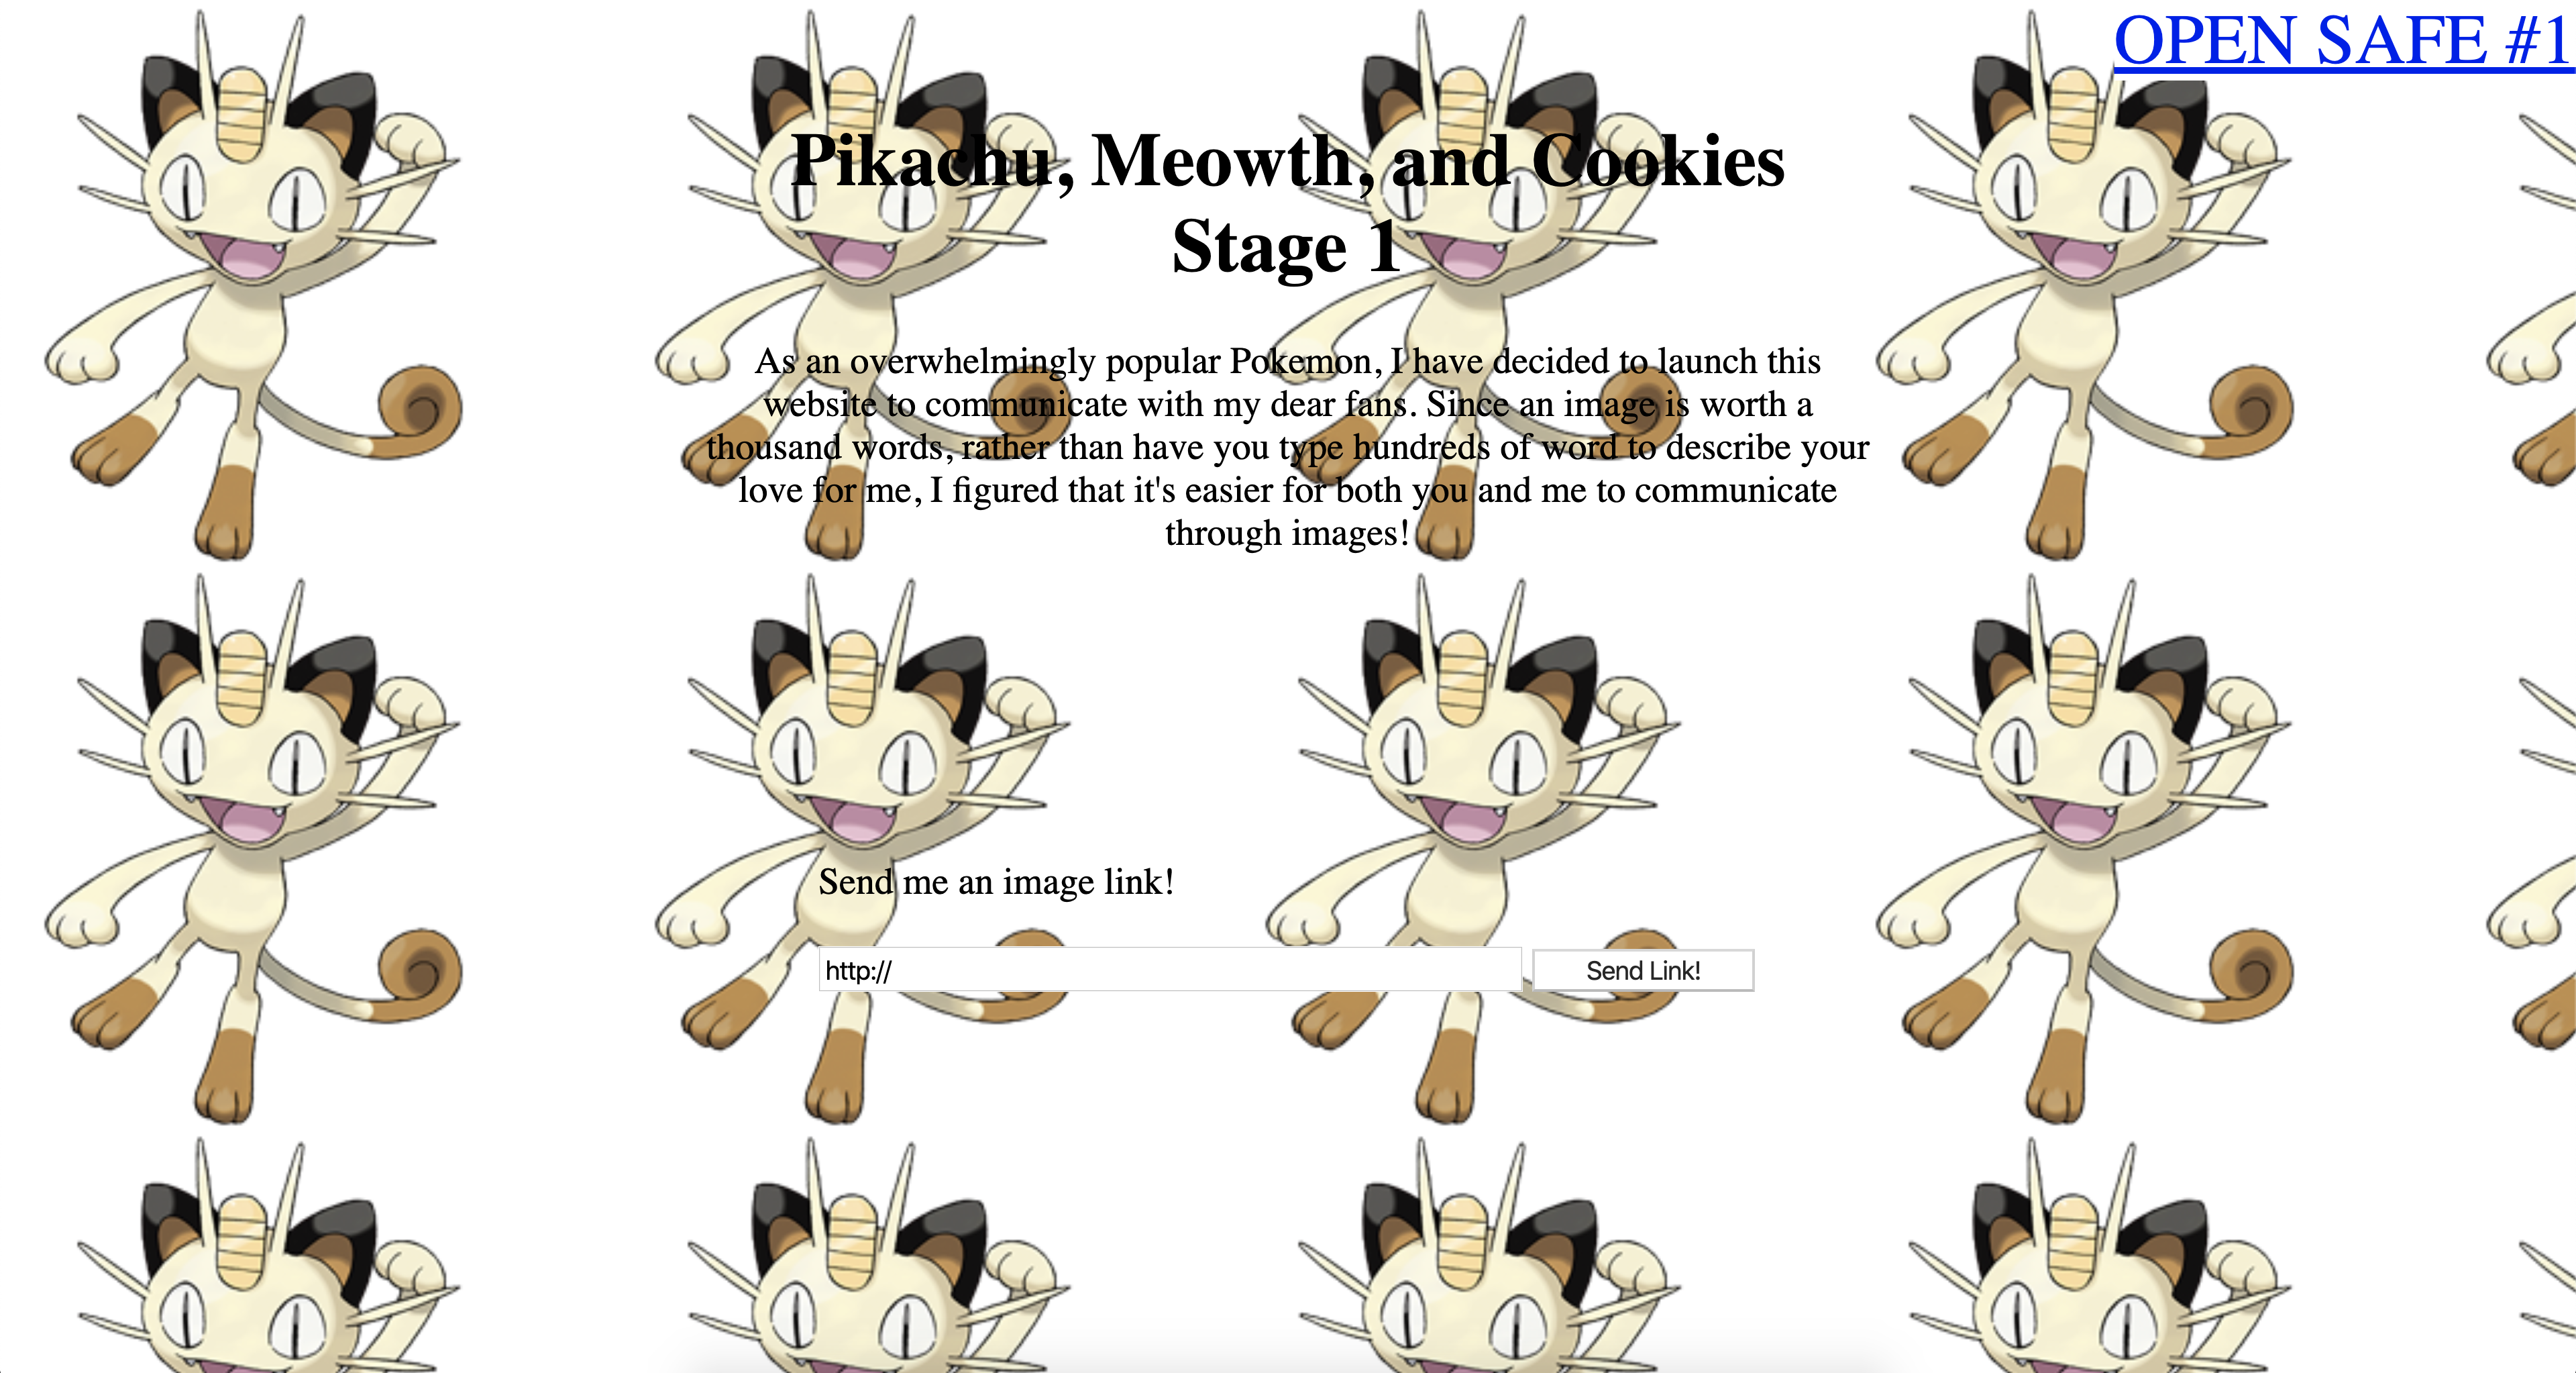 OPEN SAFE #1
Pikachu, Meowth, and Cookies
Stage 1
As an overwhelmingly popular Pokemon, I have decided to launch this
website to communicate with my dear fans. Since an image is worth a
thousand words, rather than have you type hundreds of word to describe your
love for me, I figured that it's easier for both you and me to communicate
through images!
Send me an image link!
http://
Send Link!